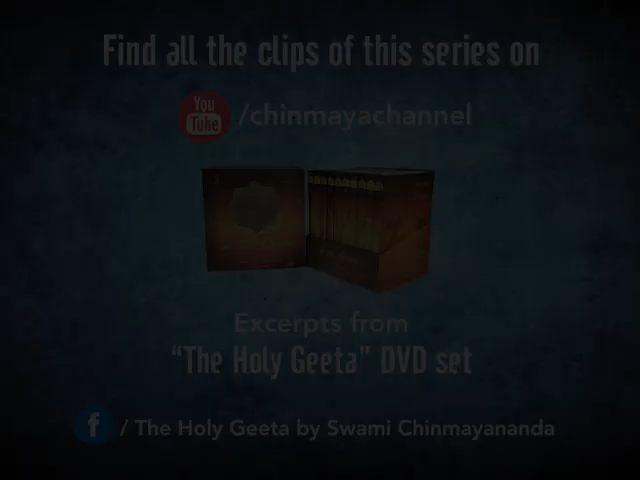 Find all the clips of this series on
You
Tube
/chinmayachannel
Excerpts from
"The Holy Geeta" DVD set
f
/ The Holy Geeta by Swami Chinmayananda